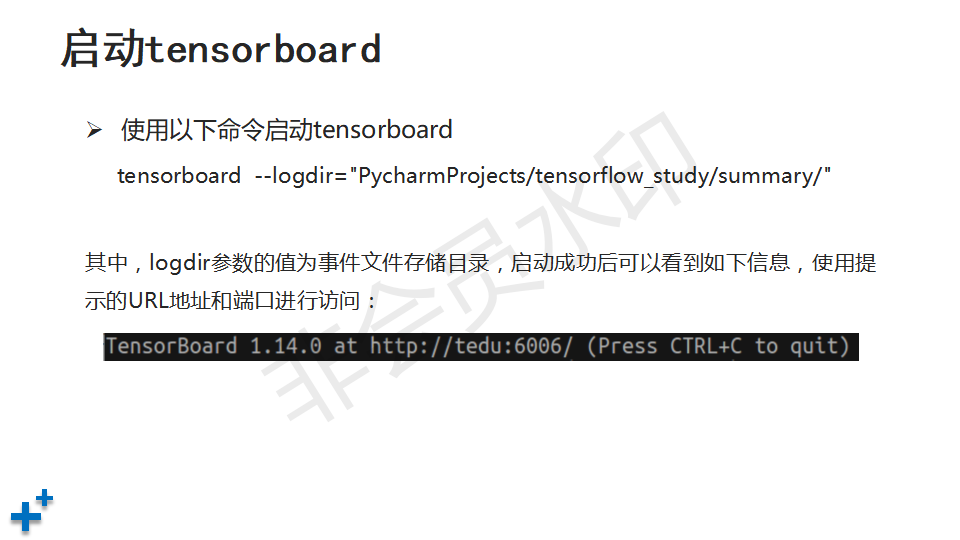 启动tensorboard
使用以下命令启动tensorboard
tensorboard --logdir="PycharmProjects/tensorflow_study/summary/"
其中，logdir参数的值为事件文件存储目录，启动成功后可以看到如下信息，使用提
示的URL地址和端口进行访问：
TensorBoard 1.14.0 at http://tedu:6006/ (Press CTRL+C to quit)
非会员水印